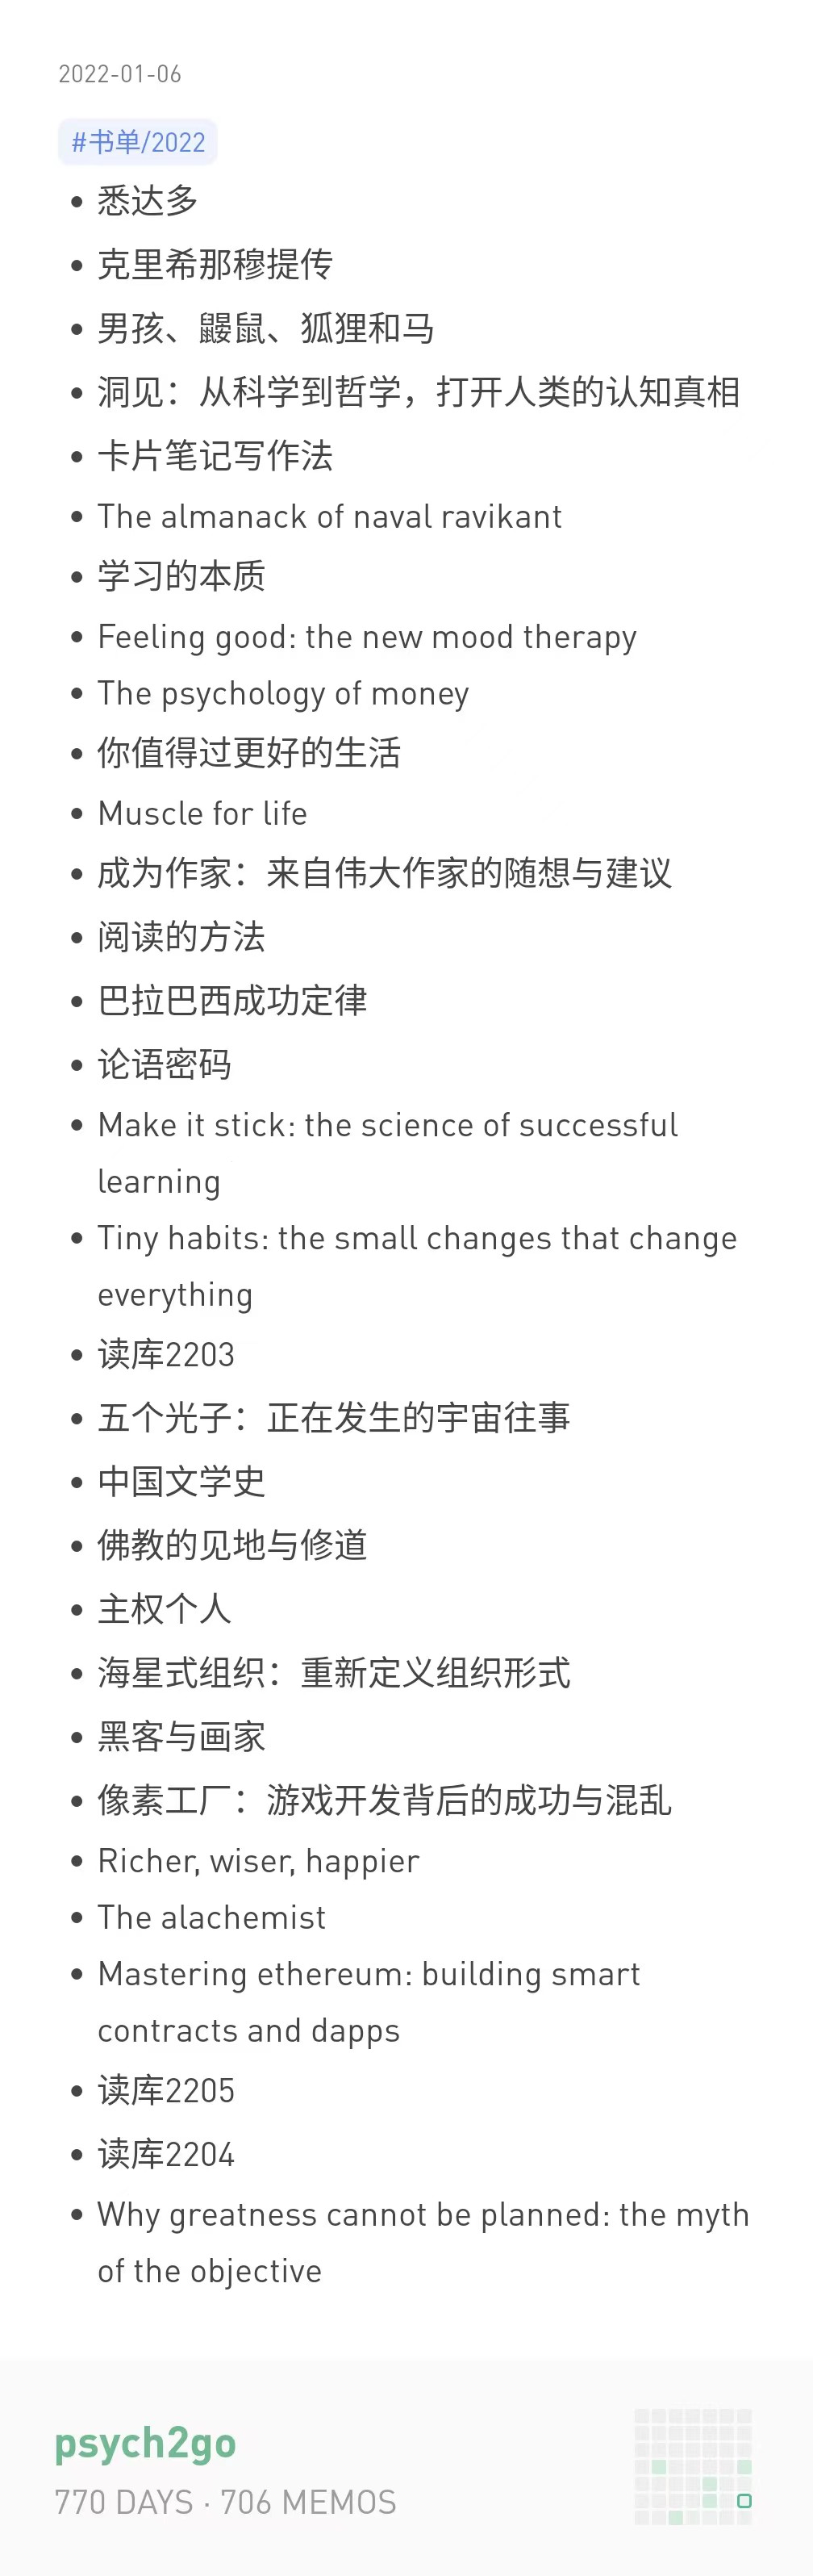 2022-01-06
#书单/2022
• 悉达多
• 克里希那穆提传
• 男孩、鼹鼠、狐狸和马
• 洞见：从科学到哲学，打开人类的认知真相
• 卡片笔记写作法
• The almanack of naval ravikant
• 学习的本质
• Feeling good: the new mood therapy
• The psychology of money
• 你值得过更好的生活
• Muscle for life
• 成为作家：来自伟大作家的随想与建议
• 阅读的方法
• 巴拉巴西成功定律
• 论语密码
• Make it stick: the science of successful
learning
• Tiny habits: the small changes that change
everything
• 读库2203
• 五个光子：正在发生的宇宙往事
• 中国文学史
• 佛教的见地与修道
• 主权个人
• 海星式组织：重新定义组织形式
• 黑客与画家
• 像素工厂：游戏开发背后的成功与混乱
• Richer, wiser, happier
• The alachemist
• Mastering ethereum: building smart
contracts and dapps
• 读库2205
• 读库2204
• Why greatness cannot be planned: the myth
of the objective
psych2go
770 DAYS · 706 MEMOS